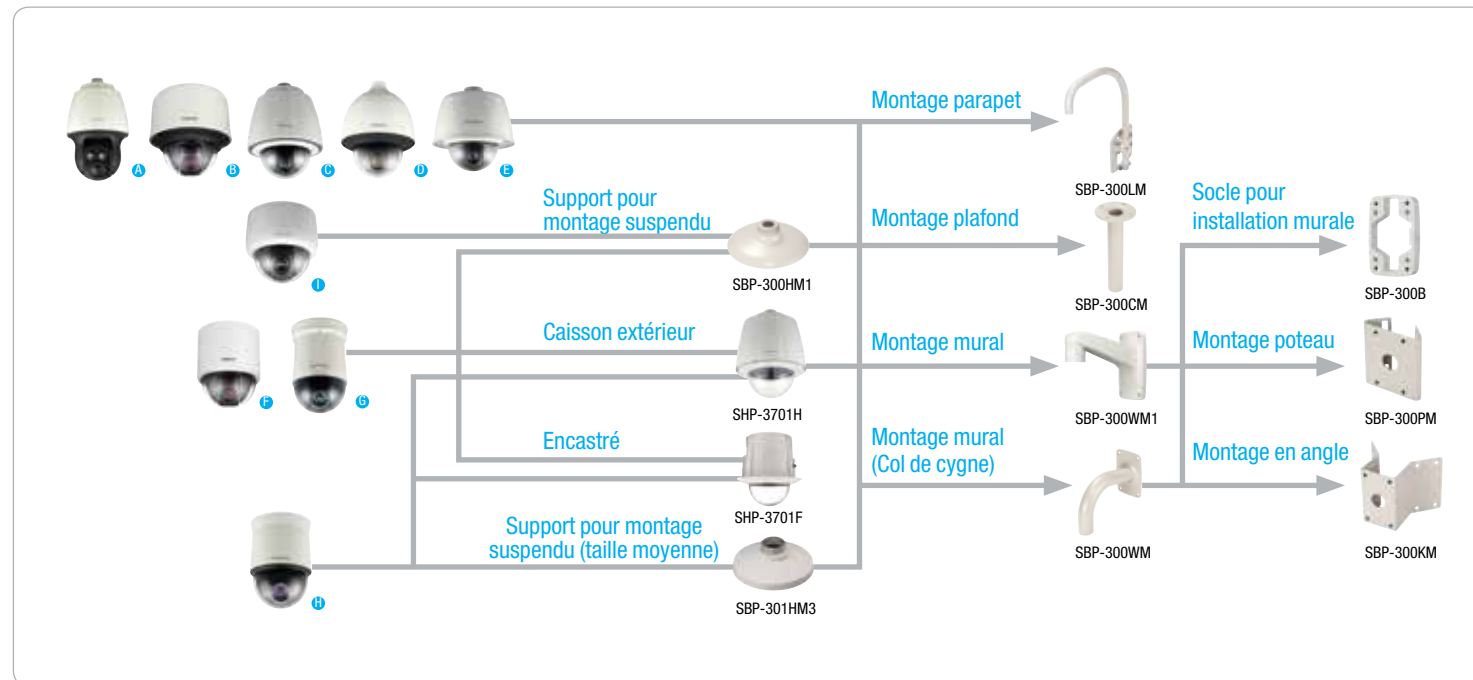 A
B
C
D
E
Montage parapet
SBP-300LM
Support pour
montage suspendu
I
SBP-300HM1
Montage plafond
SBP-300CM
Socle pour
installation murale
SBP-300B
F
G
Caisson extérieur
SHP-3701H
Montage mural
SBP-300WM1
Montage poteau
SBP-300PM
Encastré
SHP-3701F
Montage mural
(Col de cygne)
SBP-300WM
Montage en angle
SBP-300KM
H
Support pour montage
suspendu (taille moyenne)
SBP-301HM3